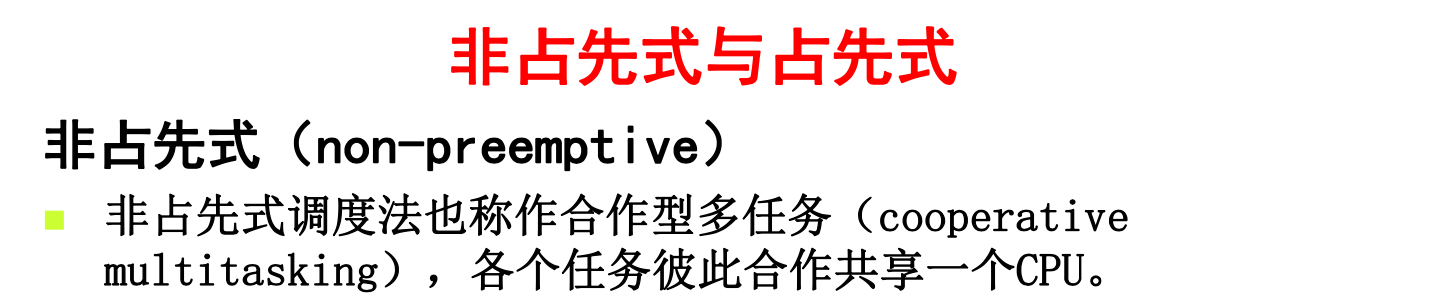 非占先式与占先式
非占先式（non-preemptive）
非占先式调度法也称作合作型多任务（cooperative
multitasking），各个任务彼此合作共享一个CPU。